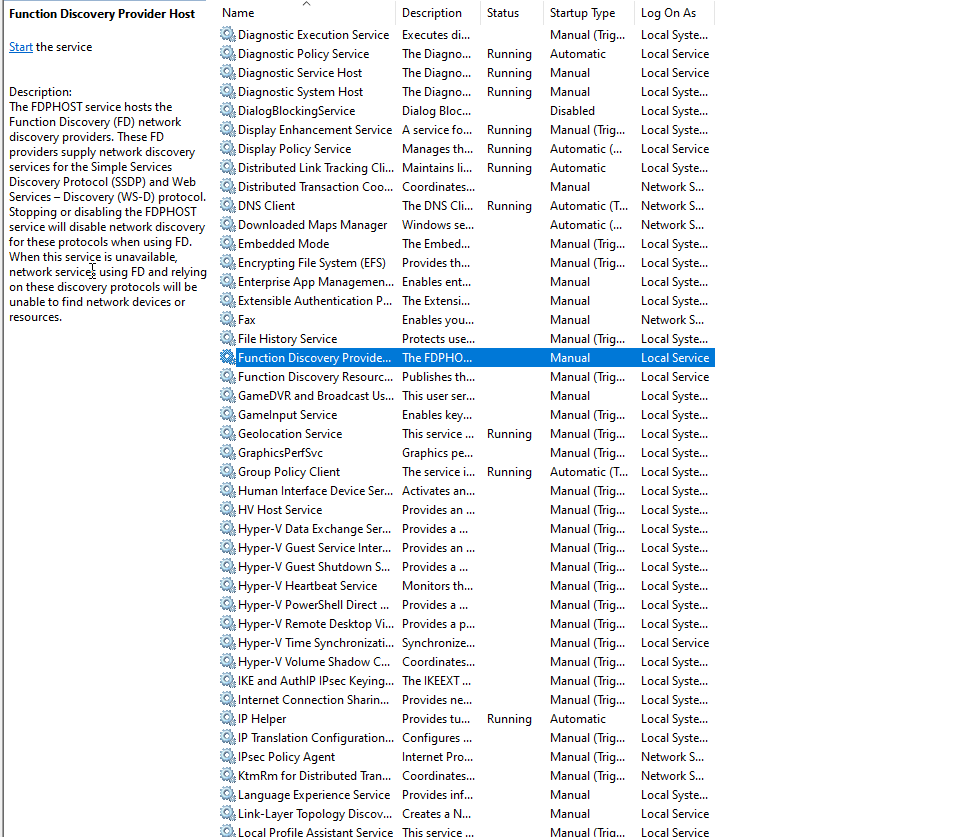 Function Discovery Provider Host
Start the service
Description:
The FDPHOST service hosts the
Function Discovery (FD) network
discovery providers. These FD
providers supply network discovery
services for the Simple Services
Discovery Protocol (SSDP) and Web
Services – Discovery (WS-D) protocol.
Stopping or disabling the FDPHOST
service will disable network discovery
for these protocols when using FD.
When this service is unavailable,
network services using FD and relying
on these discovery protocols will be
unable to find network devices or
resources.
Name Description Status Startup Type Log On As
Diagnostic Execution Service Executes di... Manual (Trig... Local Syste...
Diagnostic Policy Service The Diagno... Running Automatic Local Service
Diagnostic Service Host The Diagno... Running Manual Local Service
Diagnostic System Host The Diagno... Running Manual Local Syste...
DialogBlockingService Dialog Bloc... Disabled Local Syste...
Display Enhancement Service A service fo... Running Manual (Trig... Local Syste...
Display Policy Service Manages th... Running Automatic (... Local Service
Distributed Link Tracking Cli... Maintains li... Running Automatic Local Syste...
Distributed Transaction Coo... Coordinates... Manual Network S...
DNS Client The DNS Cli... Running Automatic (T... Network S...
Downloaded Maps Manager Windows se... Automatic (... Network S...
Embedded Mode The Embed... Manual (Trig... Local Syste...
Encrypting File System (EFS) Provides th... Manual (Trig... Local Syste...
Enterprise App Managemen... Enables ent... Manual Local Syste...
Extensible Authentication P... The Extensi... Manual Local Syste...
Fax Enables you... Manual Network S...
File History Service Protects use... Manual (Trig... Local Syste...
Function Discovery Provide... The FDPHO... Manual Local Service
Function Discovery Resourc... Publishes th... Manual (Trig... Local Service
GameDVR and Broadcast Us... This user ser... Manual Local Syste...
GameInput Service Enables key... Manual (Trig... Local Syste...
Geolocation Service This service ... Running Manual (Trig... Local Syste...
GraphicsPerfSvc Graphics pe... Manual (Trig... Local Syste...
Group Policy Client The service i... Running Automatic (T... Local Syste...
Human Interface Device Ser... Activates an... Manual (Trig... Local Syste...
HV Host Service Provides an ... Manual (Trig... Local Syste...
Hyper-V Data Exchange Ser... Provides a ... Manual (Trig... Local Syste...
Hyper-V Guest Service Inter... Provides an ... Manual (Trig... Local Syste...
Hyper-V Guest Shutdown S... Provides a ... Manual (Trig... Local Syste...
Hyper-V Heartbeat Service Monitors th... Manual (Trig... Local Syste...
Hyper-V PowerShell Direct ... Provides a ... Manual (Trig... Local Syste...
Hyper-V Remote Desktop Vi... Provides a p... Manual (Trig... Local Syste...
Hyper-V Time Synchronizati... Synchronize... Manual (Trig... Local Service
Hyper-V Volume Shadow C... Coordinates... Manual (Trig... Local Syste...
IKE and AuthIP IPsec Keying... The IKEEXT ... Manual (Trig... Local Syste...
Internet Connection Sharin... Provides ne... Manual (Trig... Local Syste...
IP Helper Provides tu... Running Automatic Local Syste...
IP Translation Configuration... Configures ... Manual (Trig... Local Syste...
IPsec Policy Agent Internet Pro... Manual (Trig... Network S...
KtmRm for Distributed Tran... Coordinates... Manual (Trig... Network S...
Language Experience Service Provides inf... Manual Local Syste...
Link-Layer Topology Discov... Creates a N... Manual Local Service
Local Profile Assistant Service This service ... Manual (Trig... Local Service